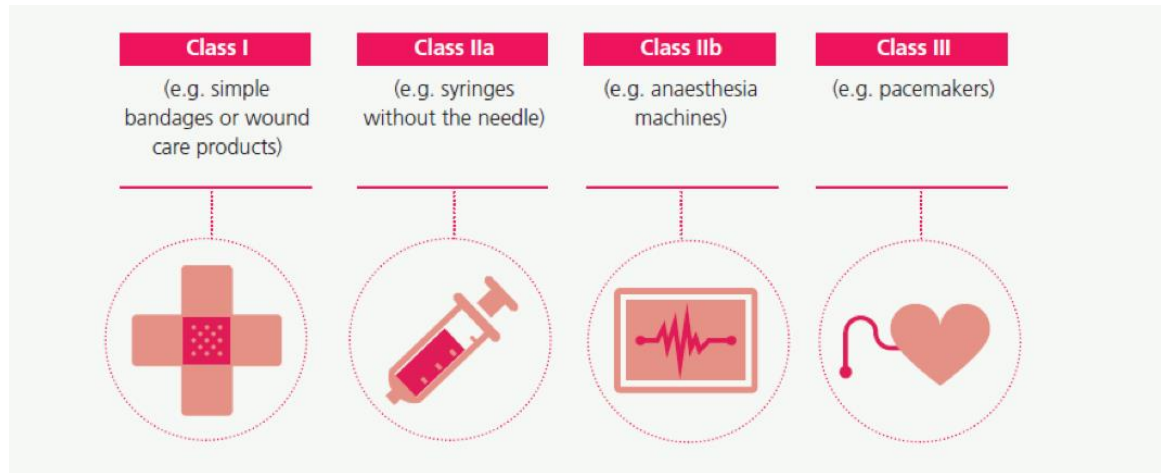 Class I
(e.g. simple
bandages or wound
care products)
Class IIa
(e.g. syringes
without the needle)
Class IIb
(e.g. anaesthesia
machines)
Class III
(e.g. pacemakers)